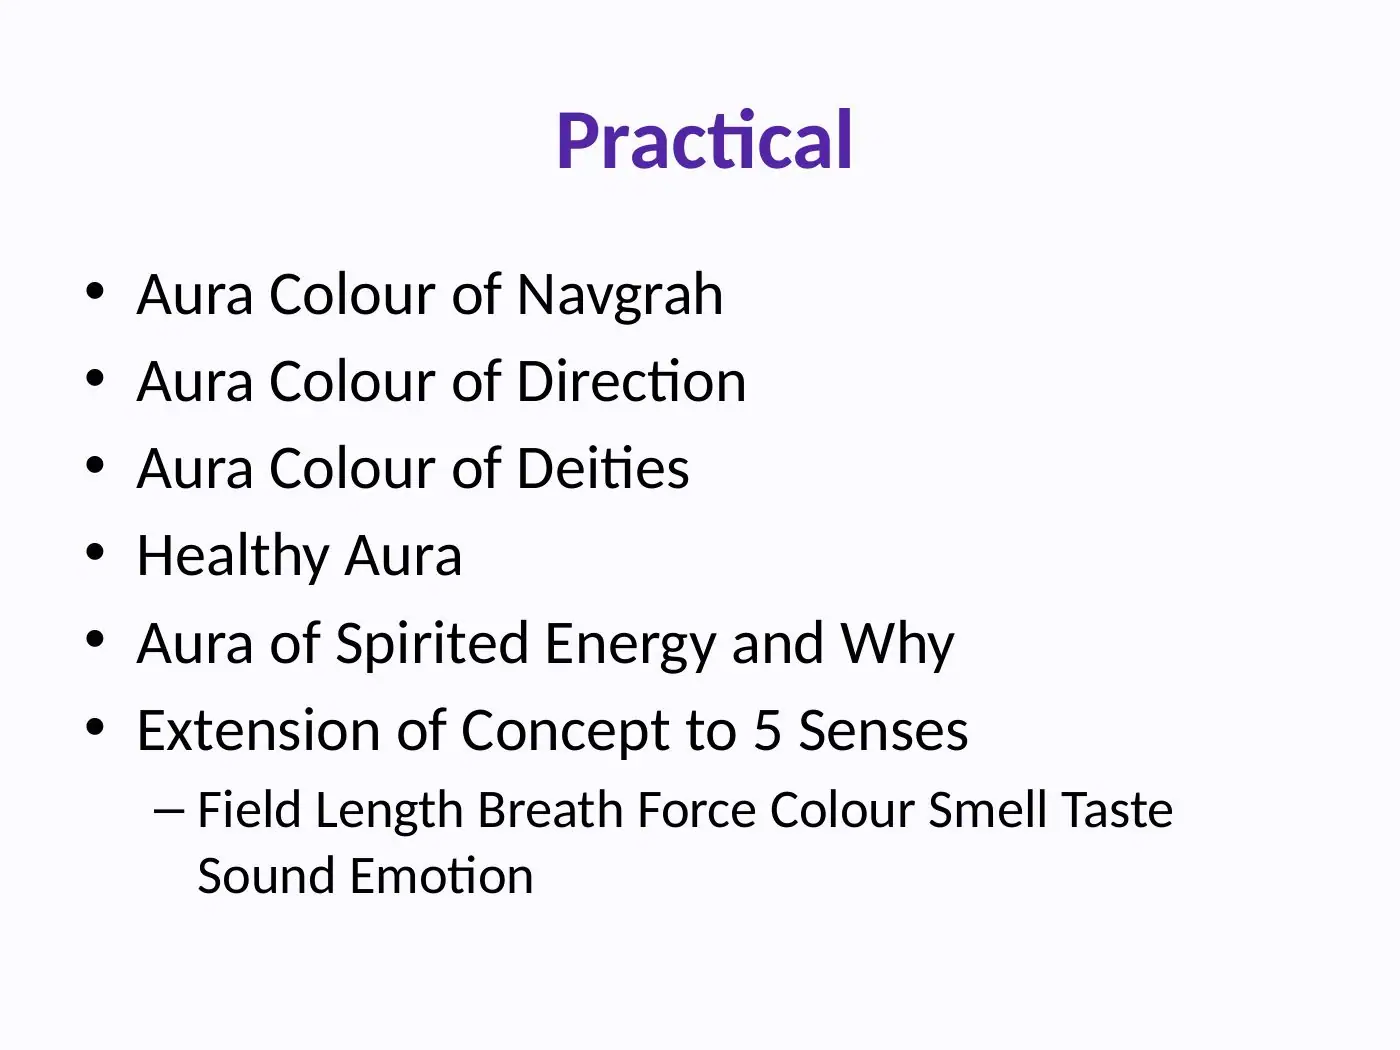 Practical
• Aura Colour of Navgrah
• Aura Colour of Direction
• Aura Colour of Deities
• Healthy Aura
• Aura of Spirited Energy and Why
• Extension of Concept to 5 Senses
– Field Length Breath Force Colour Smell Taste
Sound Emotion